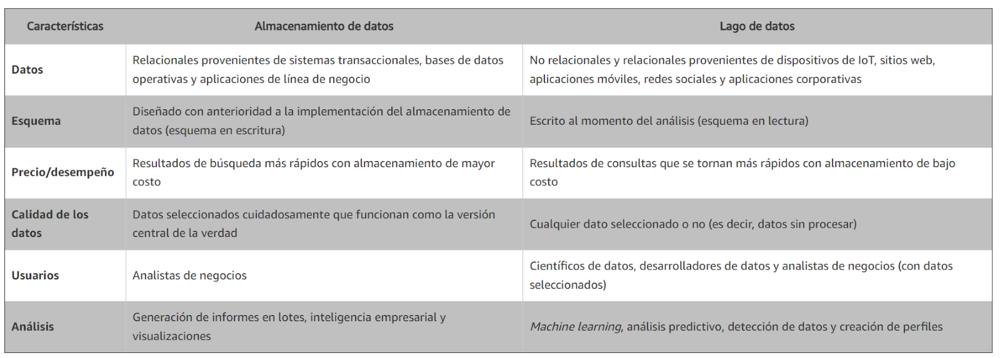 Características Almacenamiento de datos Lago de datos
Datos
Relacionales provenientes de sistemas transaccionales, bases de datos
operativas y aplicaciones de línea de negocio
No relacionales y relacionales provenientes de dispositivos de IoT, sitios web,
aplicaciones móviles, redes sociales y aplicaciones corporativas
Esquema
Diseñado con anterioridad a la implementación del almacenamiento de
datos (esquema en escritura)
Escrito al momento del análisis (esquema en lectura)
Precio/desempeño
Resultados de búsqueda más rápidos con almacenamiento de mayor
costo
Resultados de consultas que se tornan más rápidos con almacenamiento de bajo
costo
Calidad de los
datos
Datos seleccionados cuidadosamente que funcionan como la versión
central de la verdad
Cualquier dato seleccionado o no (es decir, datos sin procesar)
Usuarios
Analistas de negocios
Científicos de datos, desarrolladores de datos y analistas de negocios (con datos
seleccionados)
Análisis
Generación de informes en lotes, inteligencia empresarial y
visualizaciones
Machine learning, análisis predictivo, detección de datos y creación de perfiles